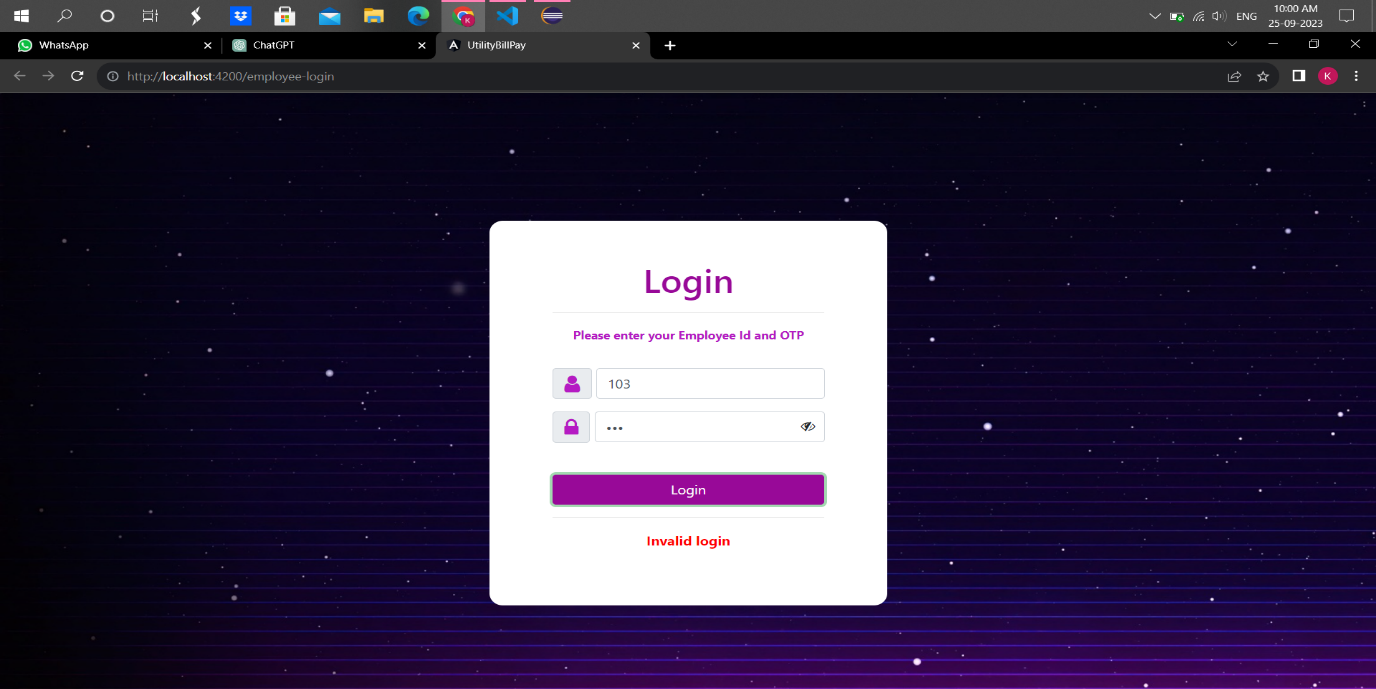 ENG
10:00 AM
25-09-2023
WhatsApp
ChatGPT
UtilityBillPay
http://localhost:4200/employee-login
K
Login
Please enter your Employee Id and OTP
103
Login
Invalid login